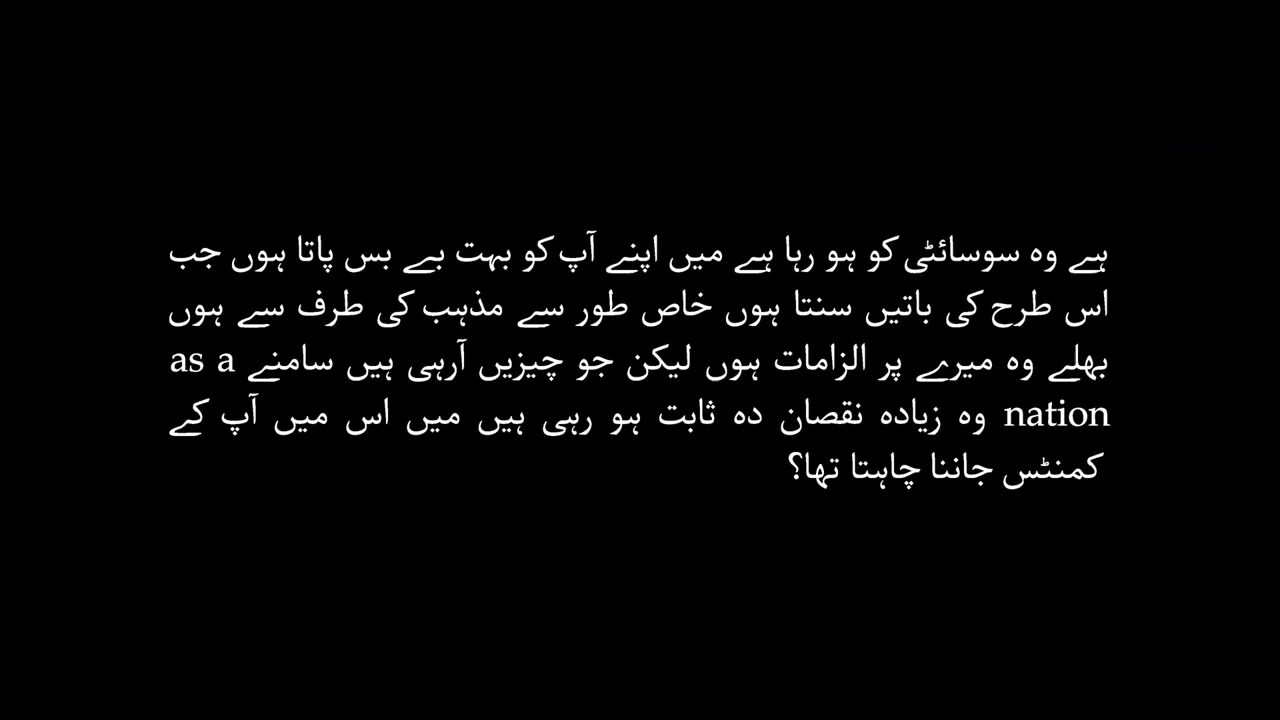 ہے وہ سوسائٹی کو ہو رہا ہے میں اپنے آپ کو بہت بے بس پاتا ہوں جب
اس طرح کی باتیں سنتا ہوں خاص طور سے مذہب کی طرف سے ہوں
بھلے وہ میرے پر الزامات ہوں لیکن جو چیزیں آرہی ہیں سامنے as a
nation وہ زیادہ نقصان دہ ثابت ہو رہی ہیں میں اس میں آپ کے
کمنٹس جاننا چاہتا تھا؟